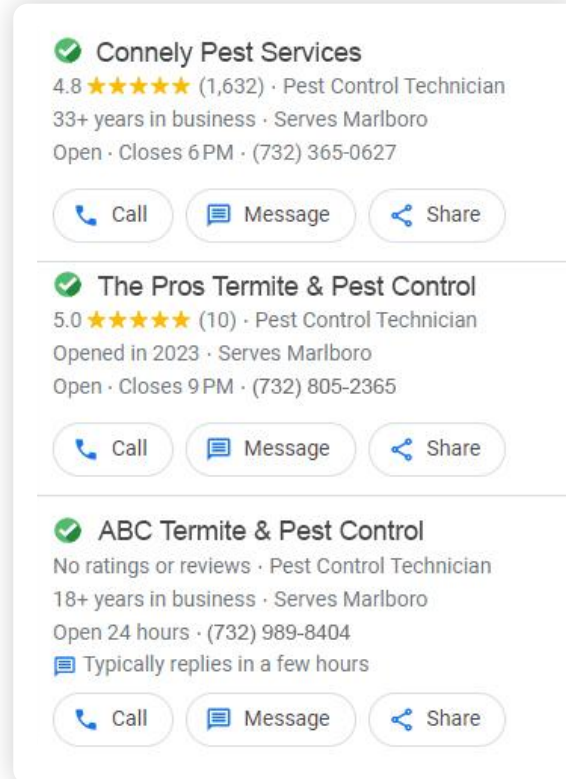 Connely Pest Services
4.8 ★★★★★ (1,632) · Pest Control Technician
33+ years in business · Serves Marlboro
Open · Closes 6 PM · (732) 365-0627
Call Message Share
The Pros Termite & Pest Control
5.0 ★★★★★ (10) · Pest Control Technician
Opened in 2023 · Serves Marlboro
Open · Closes 9 PM · (732) 805-2365
Call Message Share
ABC Termite & Pest Control
No ratings or reviews · Pest Control Technician
18+ years in business · Serves Marlboro
Open 24 hours · (732) 989-8404
Typically replies in a few hours
Call Message Share